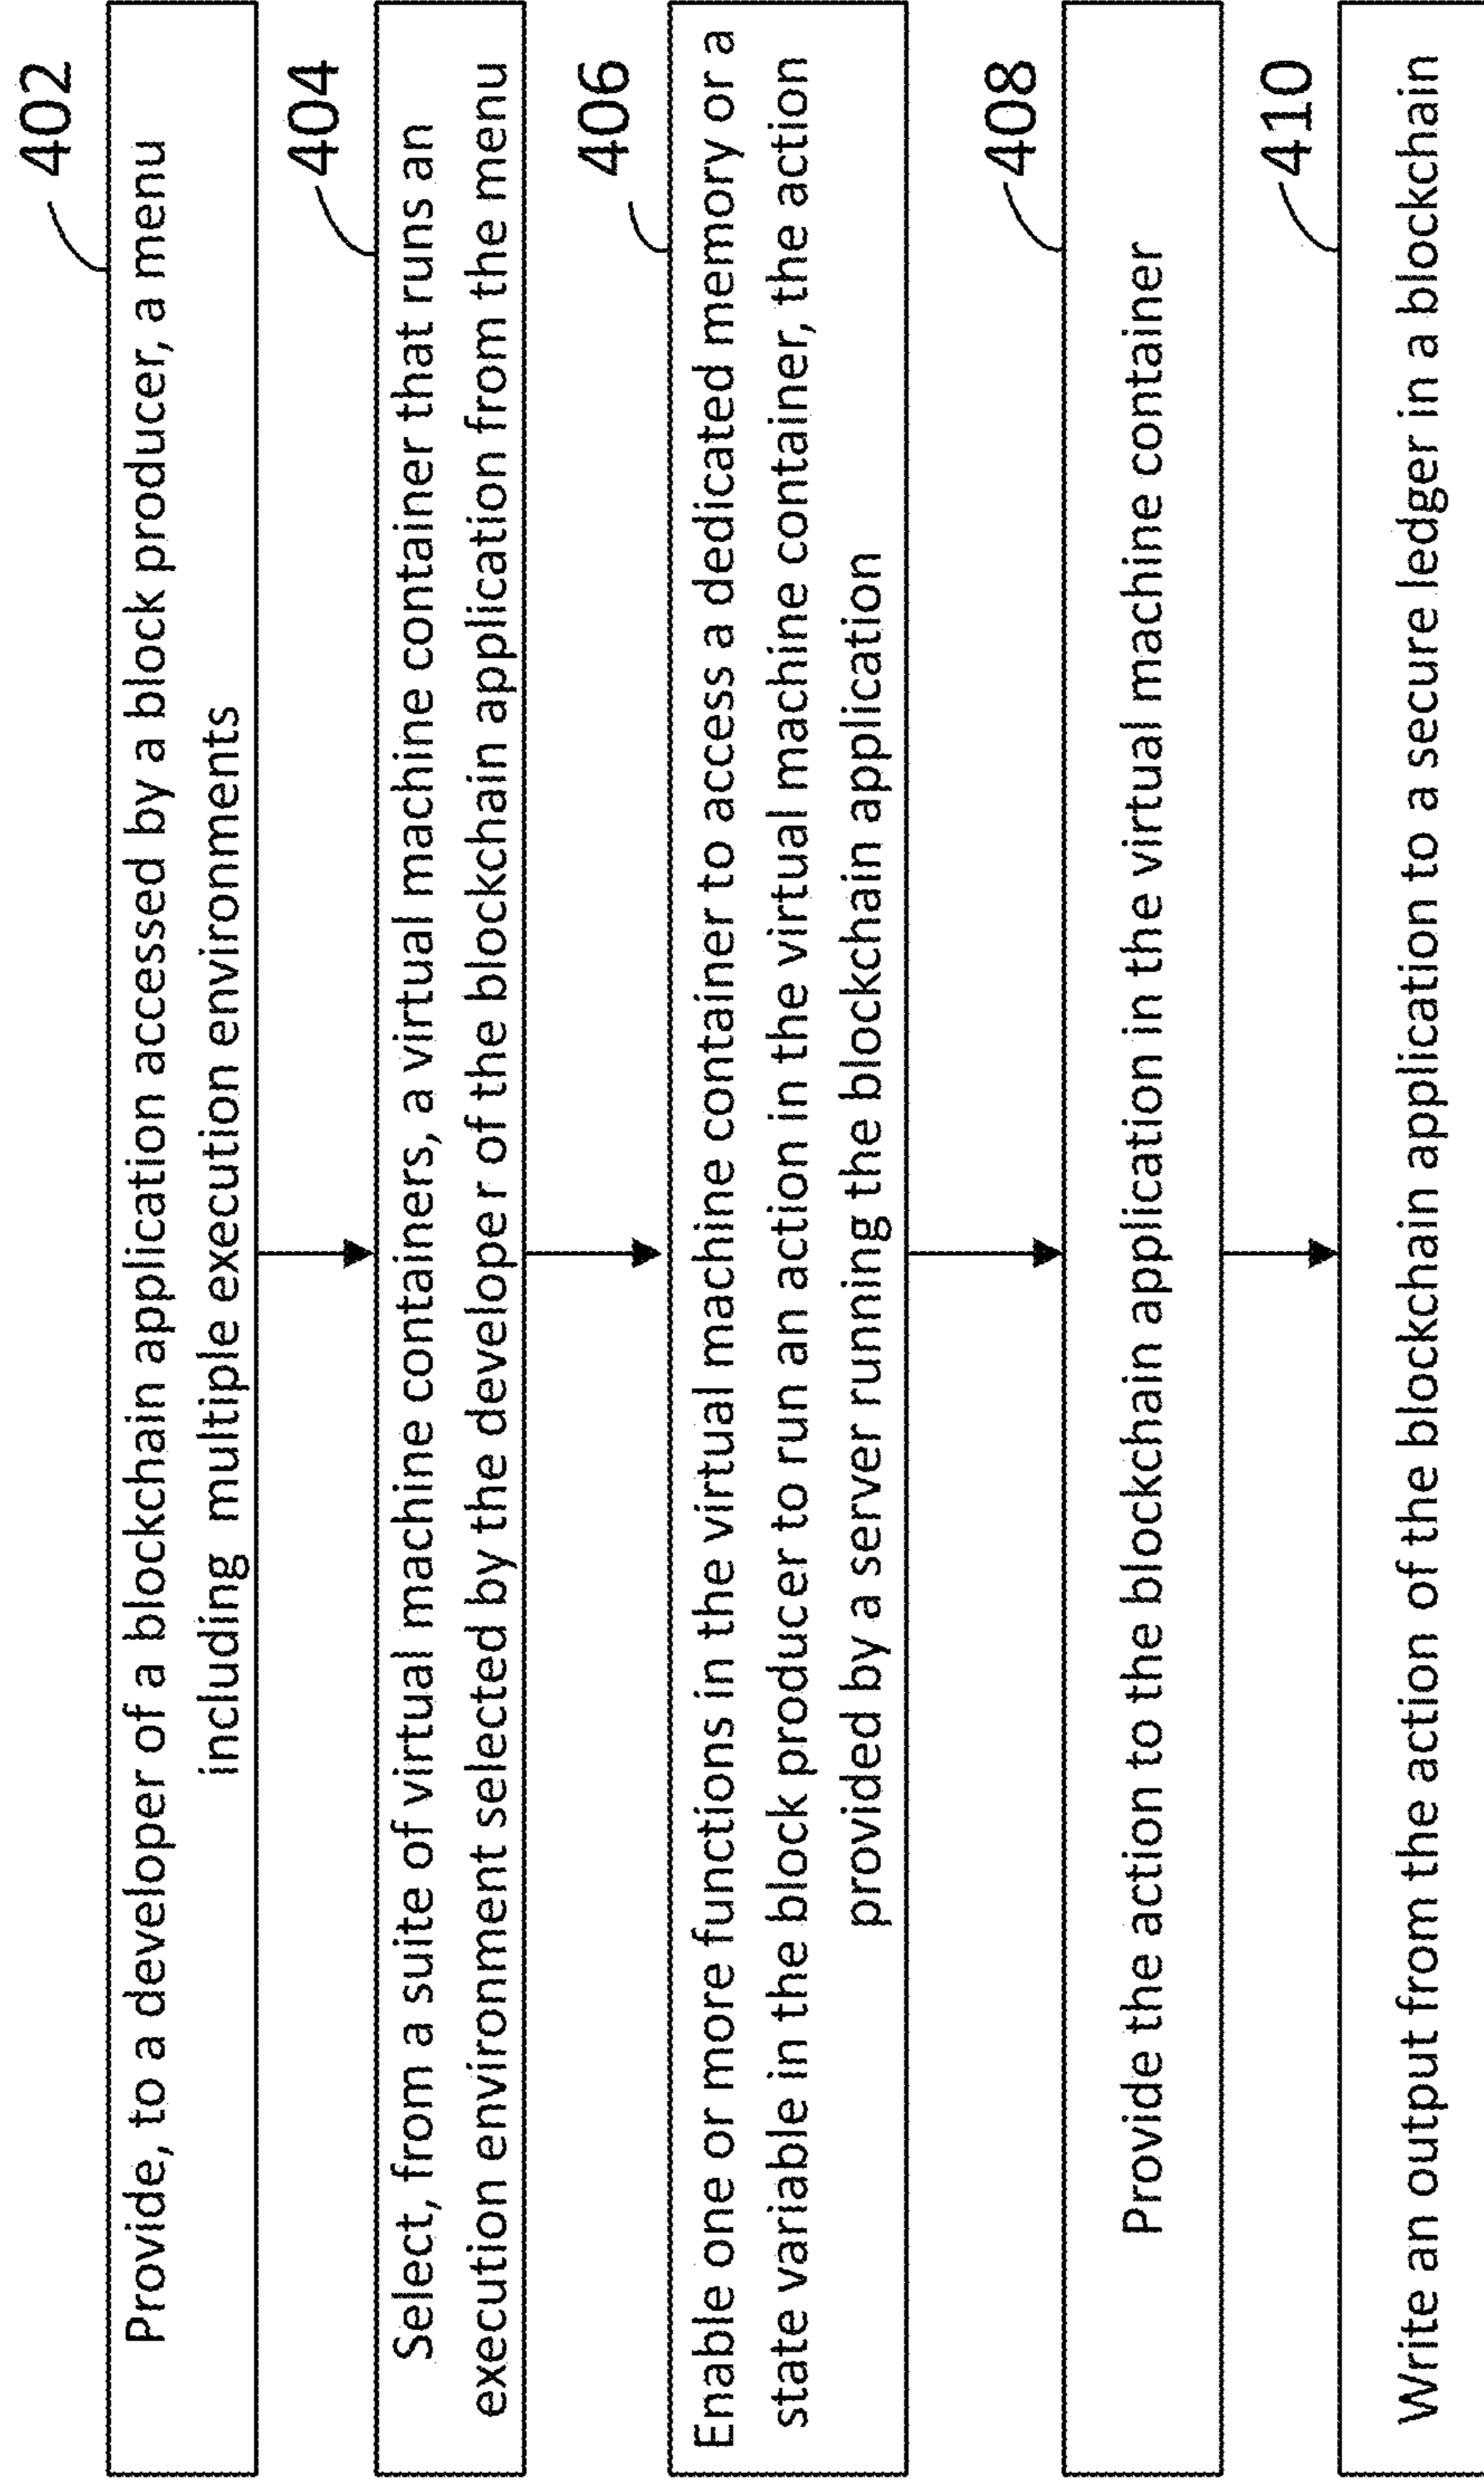 402
Provide, to a developer of a blockchain application accessed by a block producer, a menu
including multiple execution environments
404
Select, from a suite of virtual machine containers, a virtual machine container that runs an
execution environment selected by the developer of the blockchain application from the menu
406
Enable one or more functions in the virtual machine container to access a dedicated memory or a
state variable in the block producer to run an action in the virtual machine container, the action
provided by a server running the blockchain application
408
Provide the action to the blockchain application in the virtual machine container
410
Write an output from the action of the blockchain application to a secure ledger in a blockchain